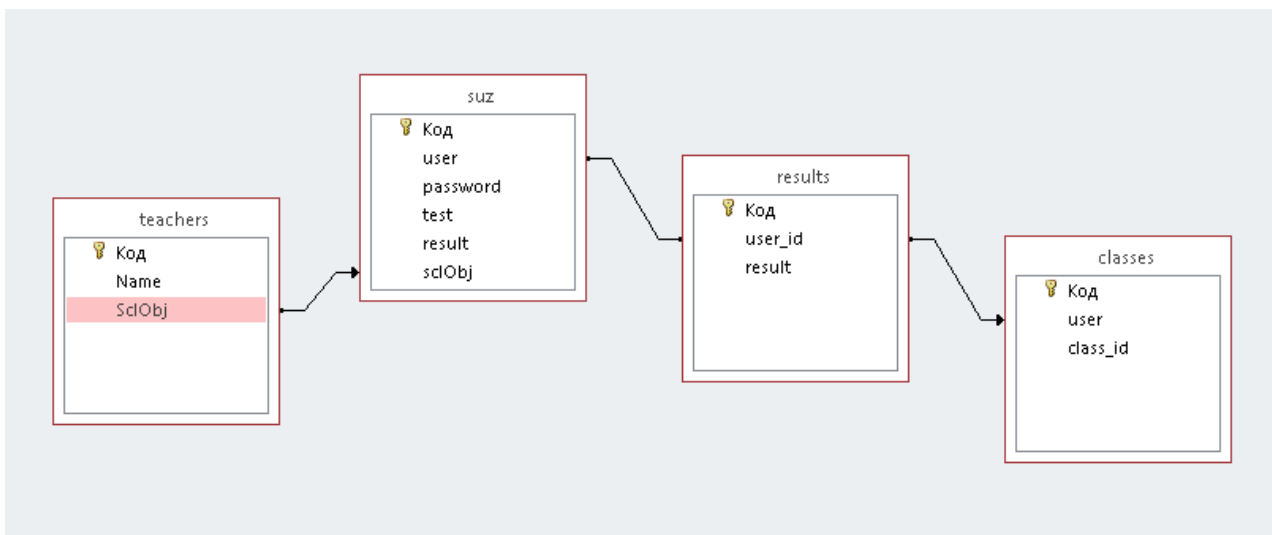 teachers
Код
Name
SclObj
suz
Код
user
password
test
result
sclObj
results
Код
user_id
result
classes
Код
user
class_id